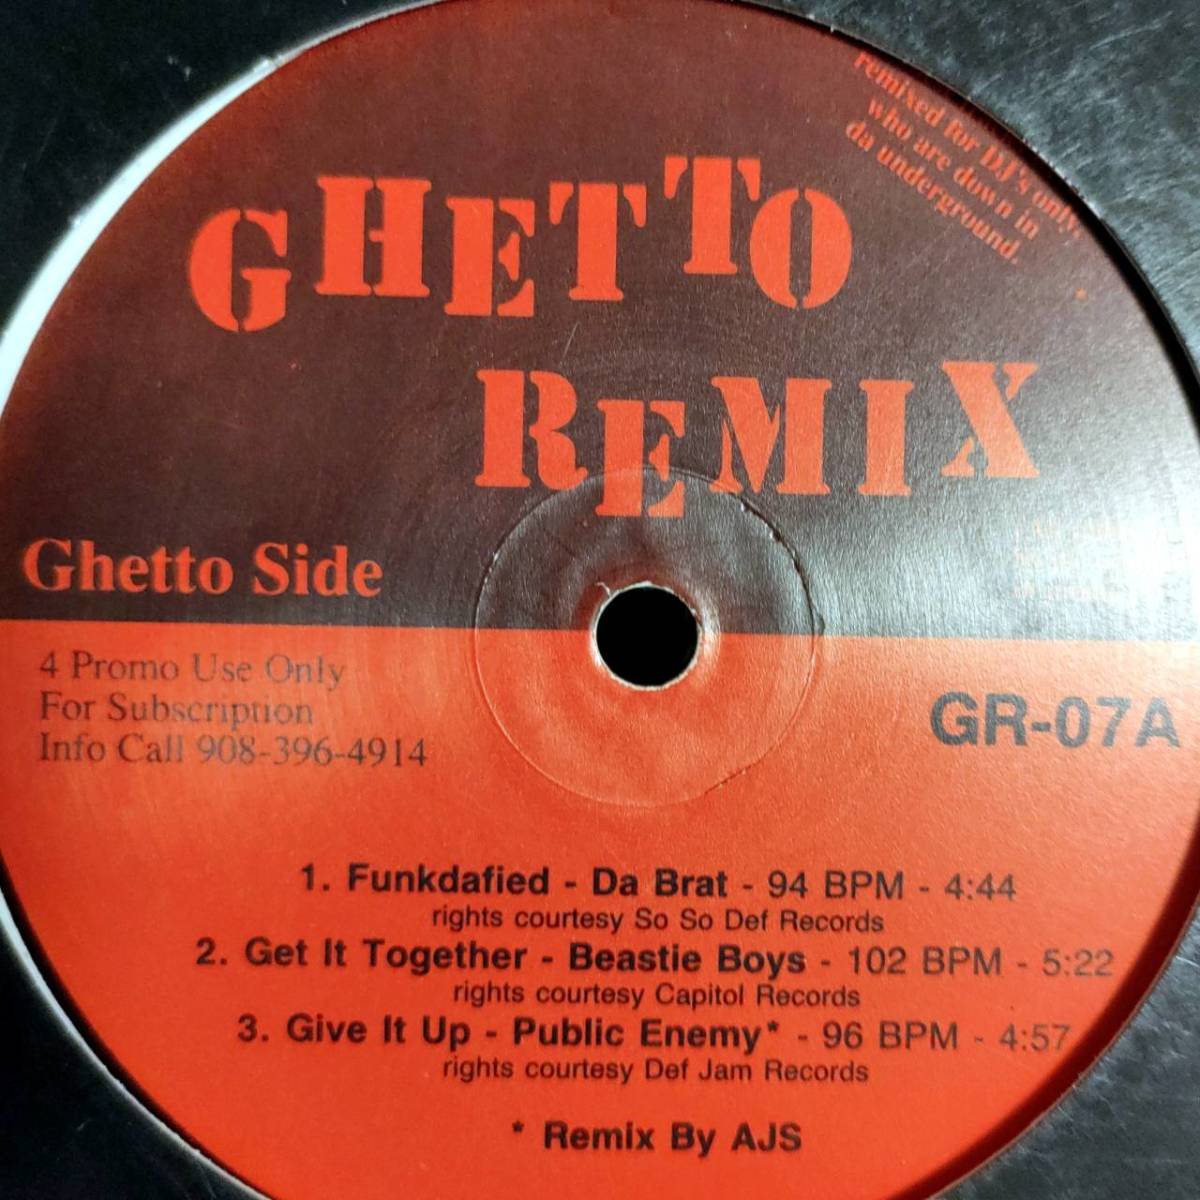 remixed for DJ's only,
who are down in
da underground.
GHETTO
REMIX
Ghetto Side
4 Promo Use Only
For Subscription
Info Call 908-396-4914
GR-07A
1. Funkdafied - Da Brat - 94 BPM - 4:44
rights courtesy So So Def Records
2. Get It Together - Beastie Boys - 102 BPM - 5:22
rights courtesy Capitol Records
3. Give It Up - Public Enemy* - 96 BPM - 4:57
rights courtesy Def Jam Records
* Remix By AJS